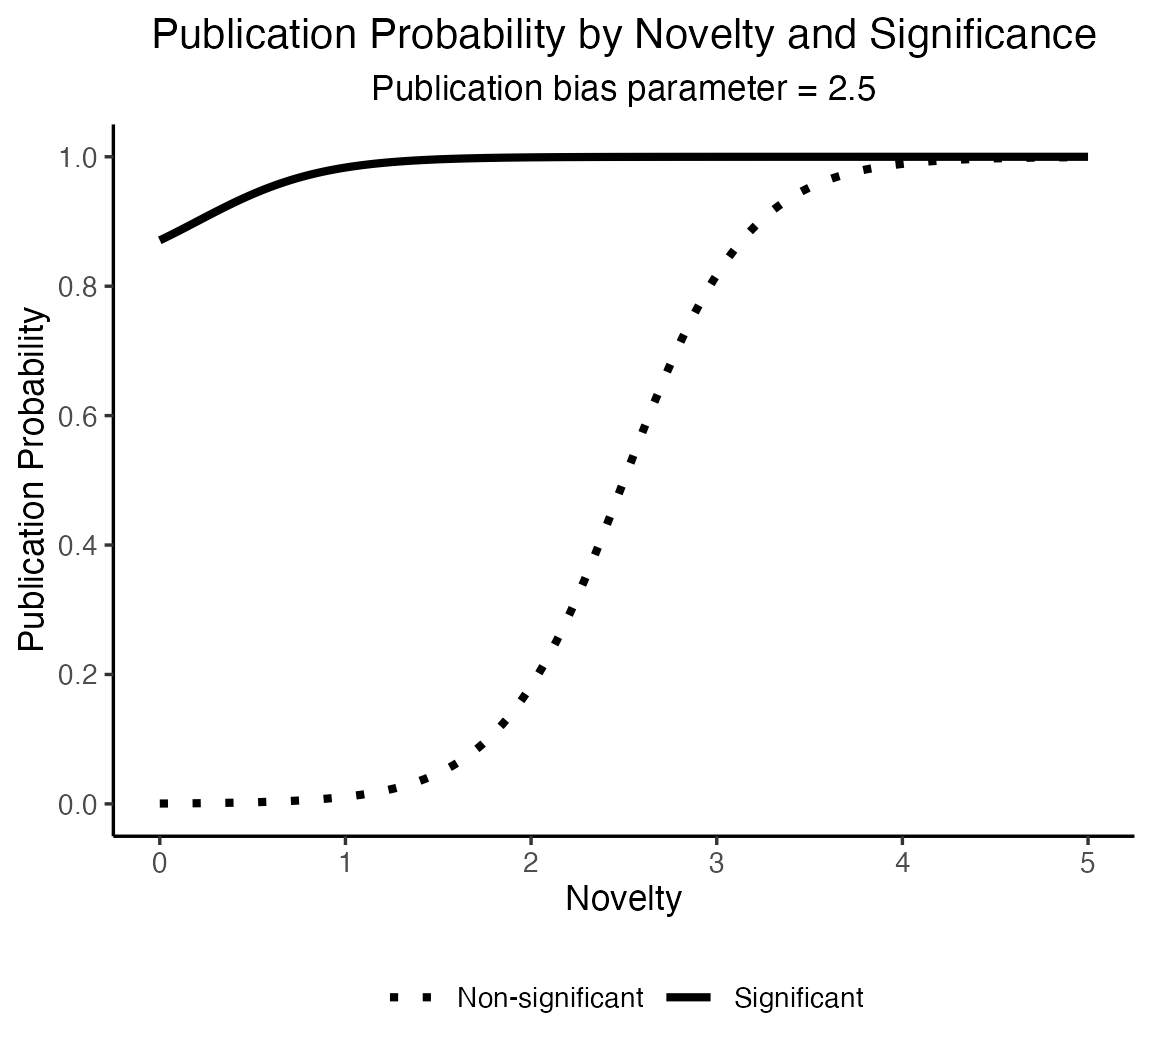 Publication Probability by Novelty and Significance
Publication bias parameter = 2.5
Publication Probability
1.0
0.8
0.6
0.4
0.2
0.0
0 1 2 3 4 5
Novelty
Non-significant Significant